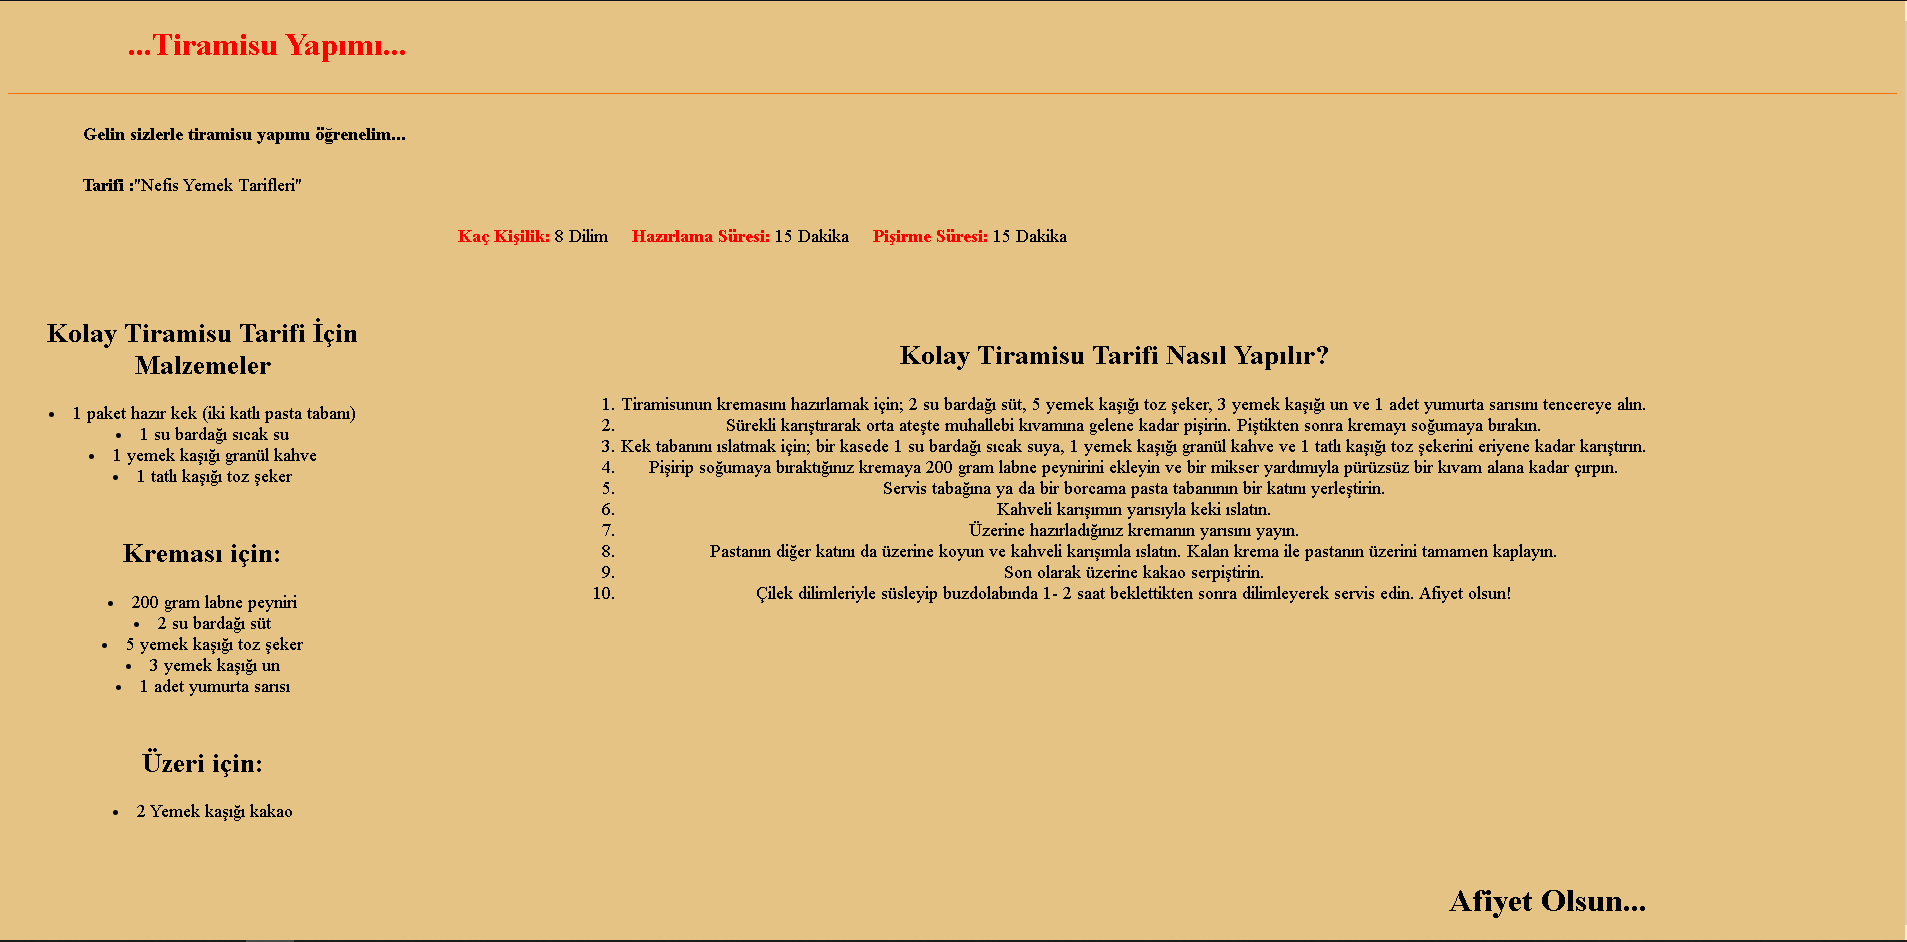 ...Tiramisu Yapımı...
Gelin sizlerle tiramisu yapımı öğrenelim...
Tarifi :"Nefis Yemek Tarifleri"
Kaç Kişilik: 8 Dilim Hazırlama Süresi: 15 Dakika Pişirme Süresi: 15 Dakika
Kolay Tiramisu Tarifi İçin
Malzemeler
• 1 paket hazır kek (iki katlı pasta tabanı)
• 1 su bardağı sıcak su
• 1 yemek kaşığı granül kahve
• 1 tatlı kaşığı toz şeker
Kreması için:
• 200 gram labne peyniri
• 2 su bardağı süt
• 5 yemek kaşığı toz şeker
• 3 yemek kaşığı un
• 1 adet yumurta sarısı
Üzeri için:
• 2 Yemek kaşığı kakao
Kolay Tiramisu Tarifi Nasıl Yapılır?
1. Tiramisunun kremasını hazırlamak için; 2 su bardağı süt, 5 yemek kaşığı toz şeker, 3 yemek kaşığı un ve 1 adet yumurta sarısını tencereye alın.
2. Sürekli karıştırarak orta ateşte muhallebi kıvamına gelene kadar pişirin. Piştikten sonra kremayı soğumaya bırakın.
3. Kek tabanını ıslatmak için; bir kasede 1 su bardağı sıcak suya, 1 yemek kaşığı granül kahve ve 1 tatlı kaşığı toz şekerini eriyene kadar karıştırın.
4. Pişirip soğumaya bıraktığınız kremaya 200 gram labne peynirini ekleyin ve bir mikser yardımıyla pürüzsüz bir kıvam alana kadar çırpın.
5. Servis tabağına ya da bir borcama pasta tabanının bir katını yerleştirin.
6. Kahveli karışımın yarısıyla keki ıslatın.
7. Üzerine hazırladığınız kremanın yarısını yayın.
8. Pastanın diğer katını da üzerine koyun ve kahveli karışımla ıslatın. Kalan krema ile pastanın üzerini tamamen kaplayın.
9. Son olarak üzerine kakao serpiştirin.
10. Çilek dilimleriyle süsleyip buzdolabında 1- 2 saat beklettikten sonra dilimleyerek servis edin. Afiyet olsun!
Afiyet Olsun...